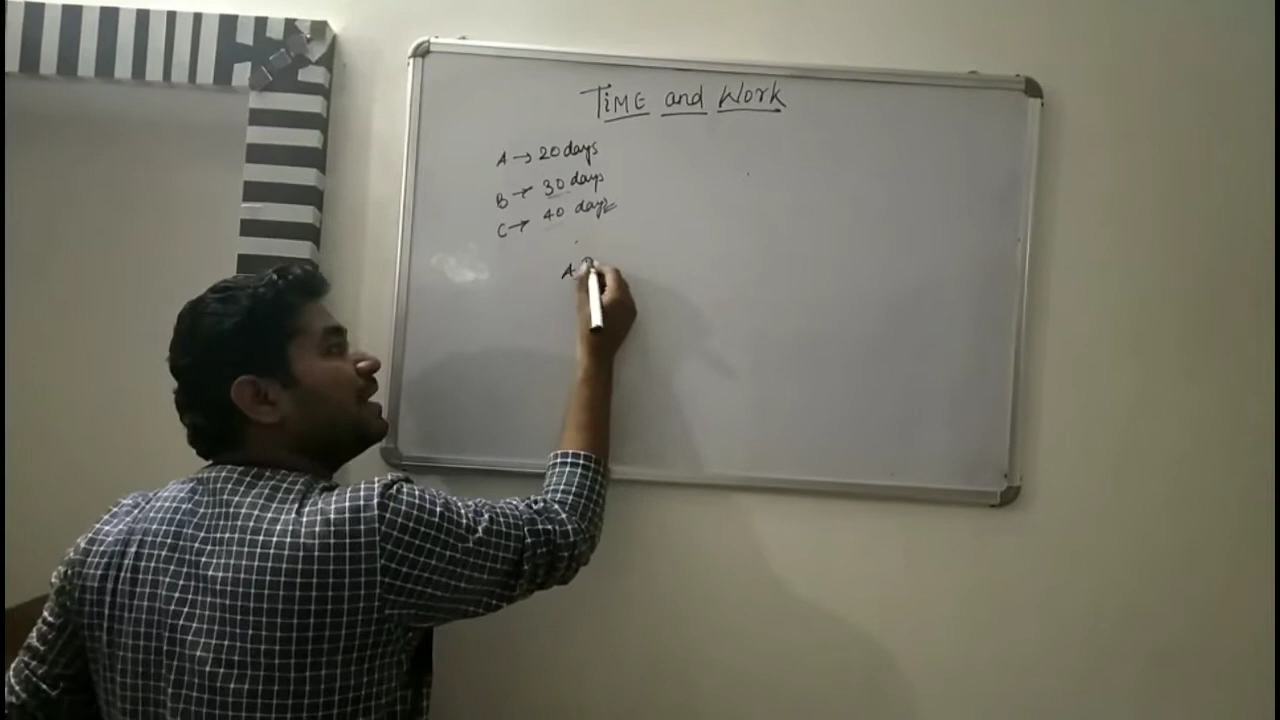 TiME and Work
A → 20 days
B → 30 days
C → 40 days
A